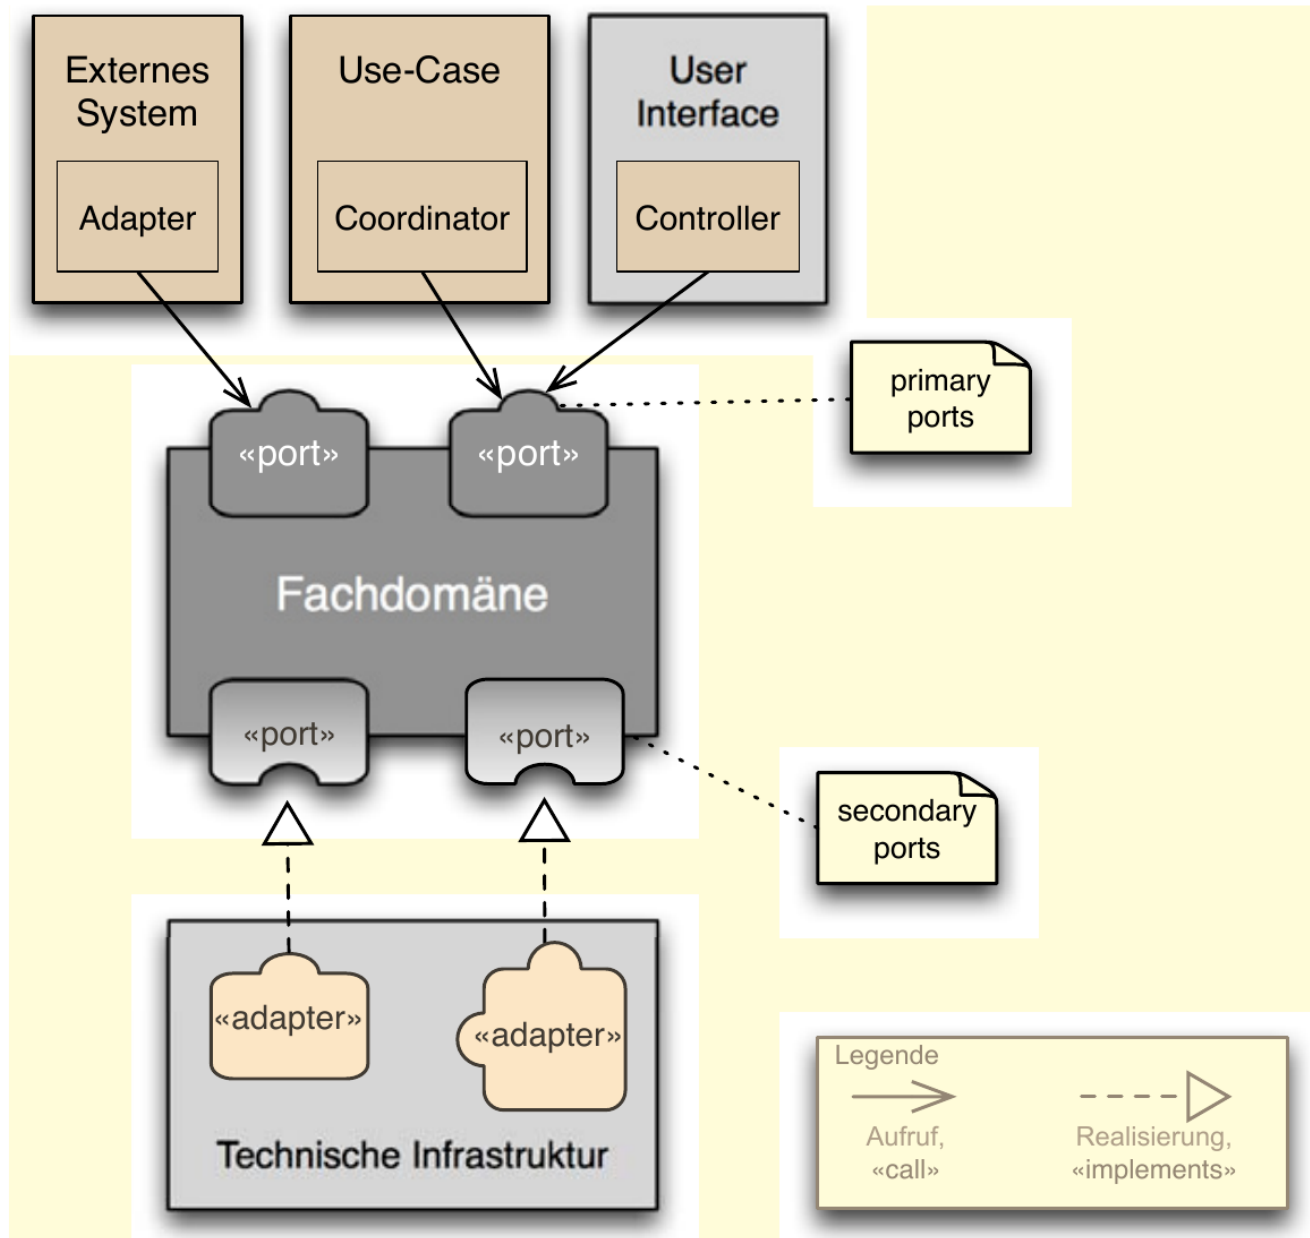 Externes
System
Adapter
Use-Case
Coordinator
User
Interface
Controller
primary
ports
«port»
«port»
Fachdomäne
«port»
«port»
secondary
ports
«adapter»
«adapter»
Technische Infrastruktur
Legende
Aufruf,
«call»
Realisierung,
«implements»